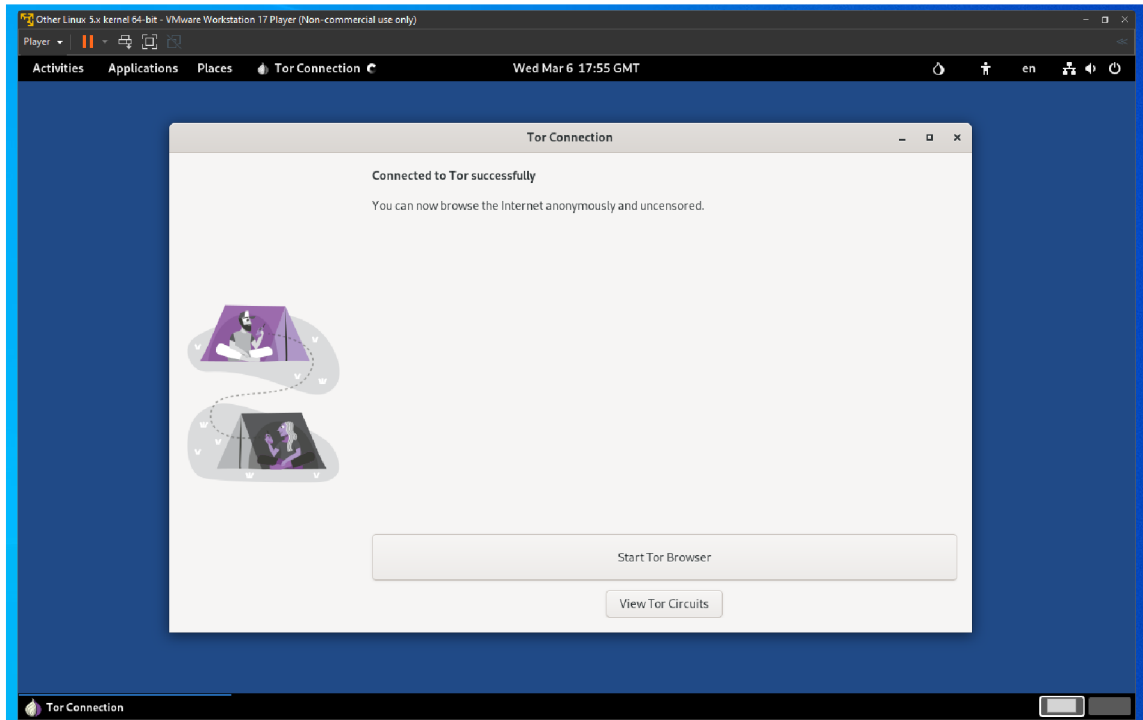 Other Linux 5.x kernel 64-bit - VMware Workstation 17 Player (Non-commercial use only)
Player
Activities Applications Places Tor Connection Wed Mar 6 17:55 GMT en
Tor Connection
Connected to Tor successfully
You can now browse the Internet anonymously and uncensored.
Start Tor Browser
View Tor Circuits
Tor Connection